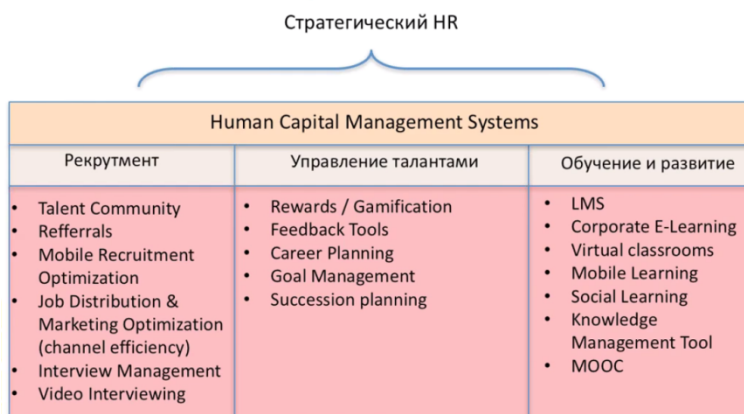 Стратегический HR
Human Capital Management Systems
Рекрутмент
Управление талантами
Обучение и развитие
• Talent Community
• Refferrals
• Mobile Recruitment
Optimization
• Job Distribution &
Marketing Optimization
(channel efficiency)
• Interview Management
• Video Interviewing
• Rewards / Gamification
• Feedback Tools
• Career Planning
• Goal Management
• Succession planning
• LMS
• Corporate E-Learning
• Virtual classrooms
• Mobile Learning
• Social Learning
• Knowledge
Management Tool
• MOOC